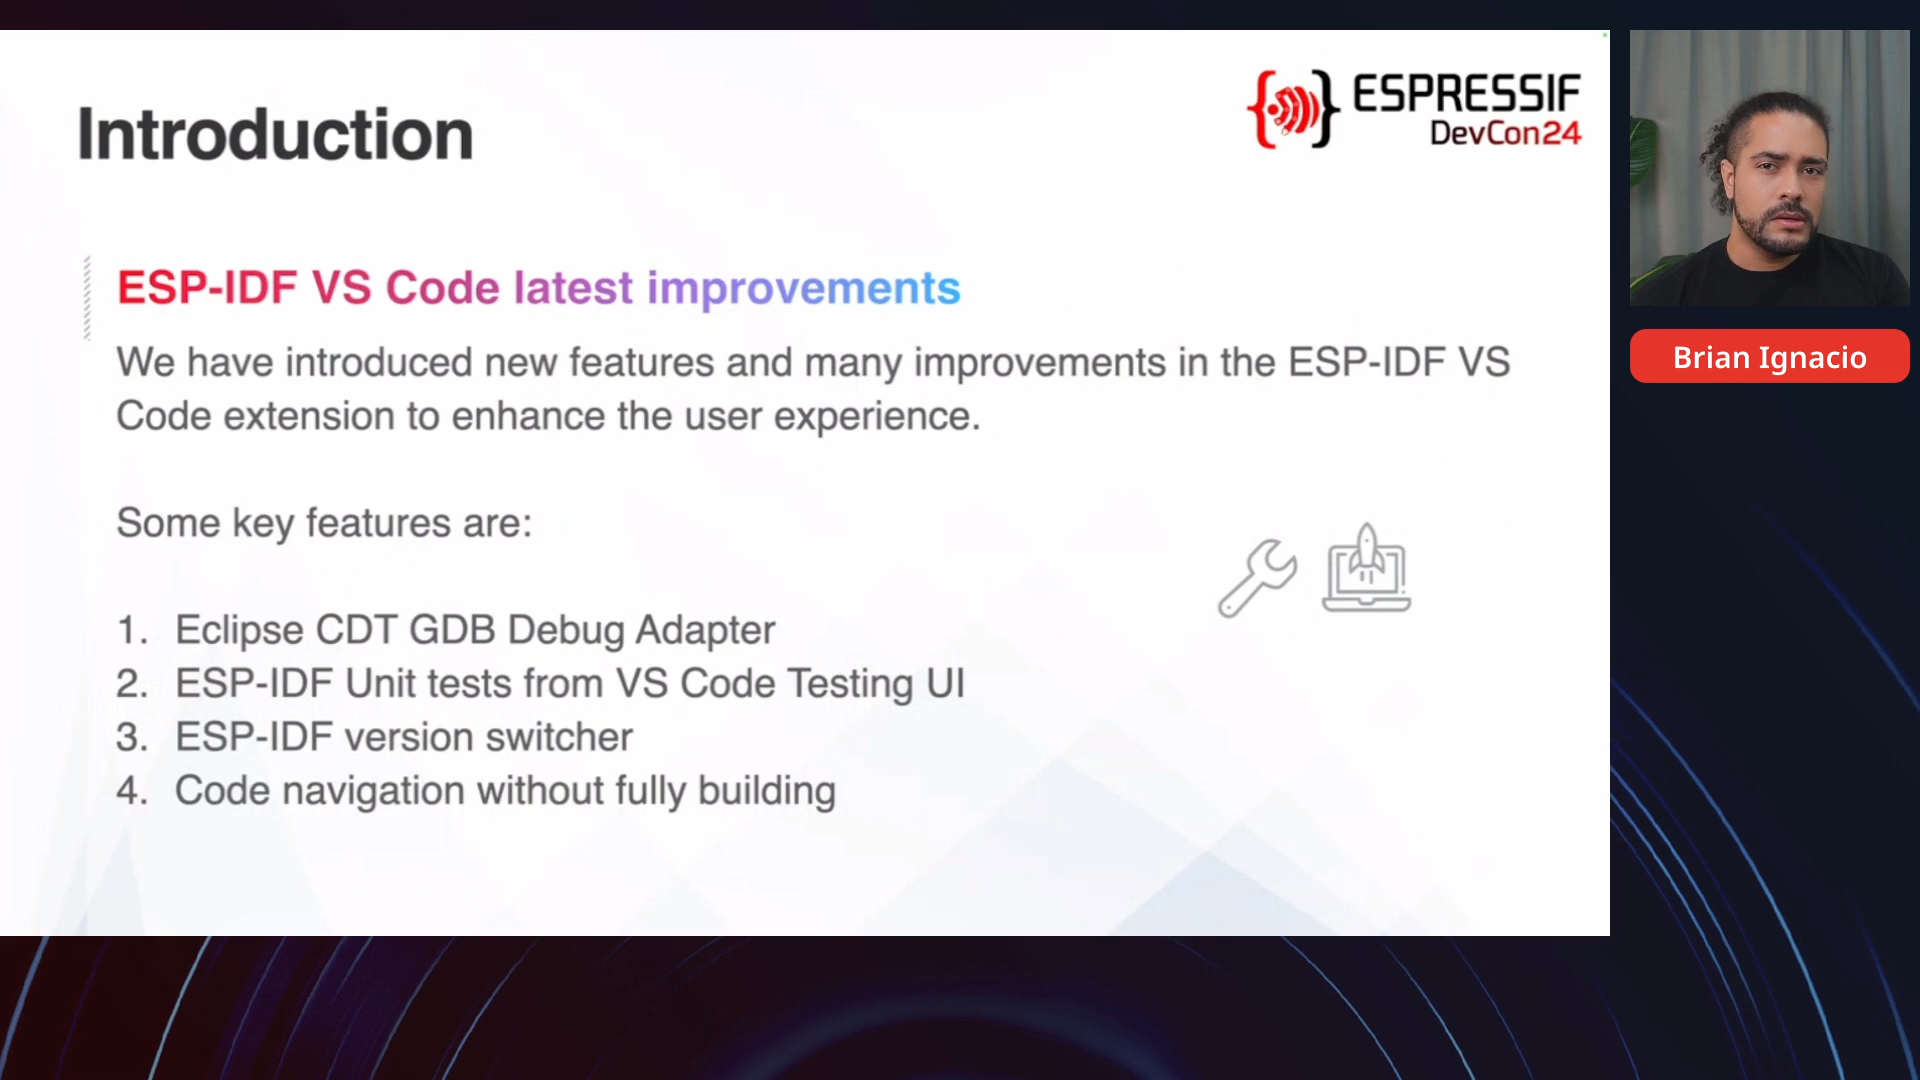 Introduction
ESPRESSIF
DevCon24
ESP-IDF VS Code latest improvements
We have introduced new features and many improvements in the ESP-IDF VS
Code extension to enhance the user experience.
Some key features are:
1. Eclipse CDT GDB Debug Adapter
2. ESP-IDF Unit tests from VS Code Testing UI
3. ESP-IDF version switcher
4. Code navigation without fully building
Brian Ignacio